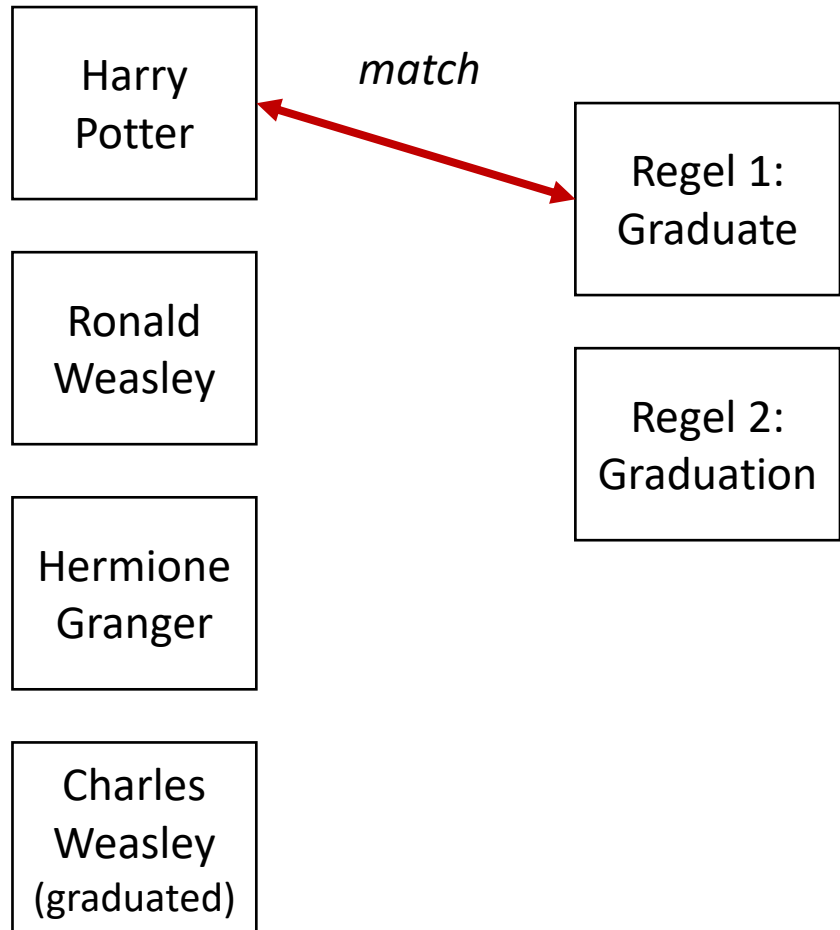 Harry
Potter
match
Regel 1:
Graduate
Ronald
Weasley
Regel 2:
Graduation
Hermione
Granger
Charles
Weasley
(graduated)